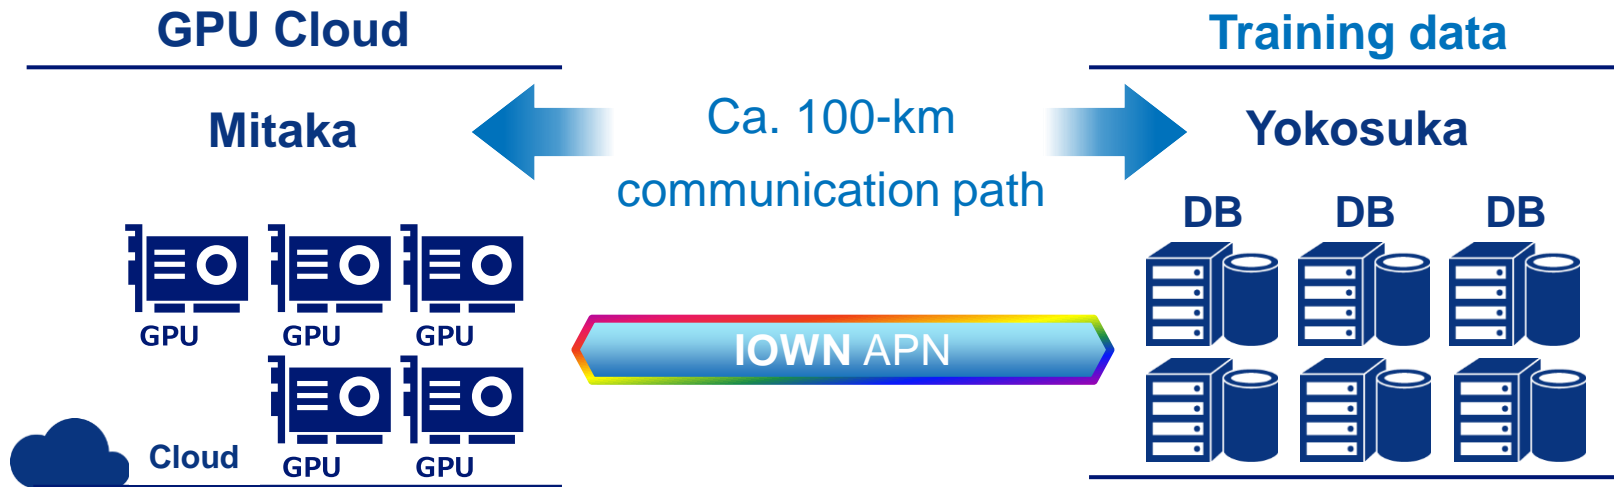 GPU Cloud
Mitaka
GPU
GPU
GPU
GPU
GPU
Cloud
Ca. 100-km
communication path
IOWN APN
Training data
Yokosuka
DB
DB
DB